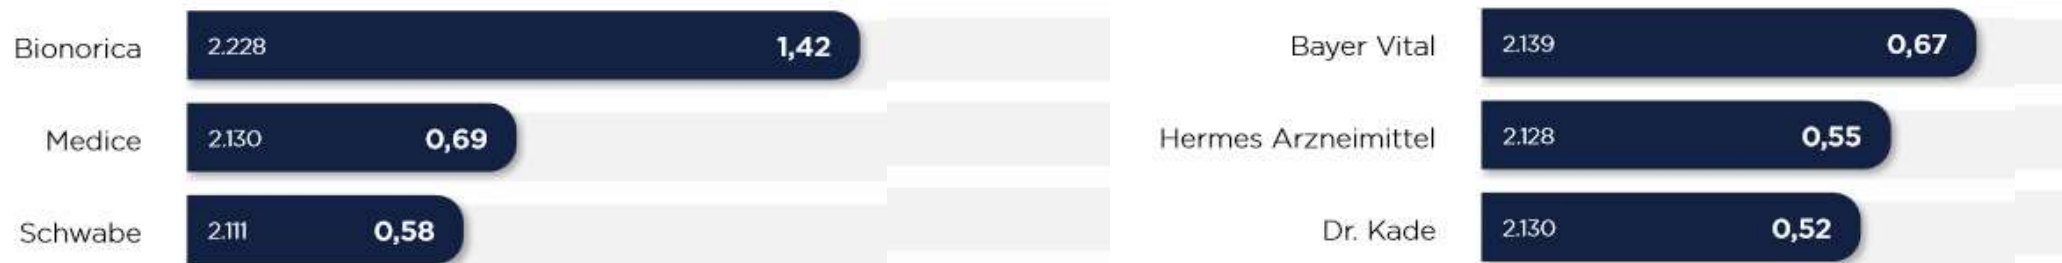 Bionorica 2.228 1,42
Medice 2.130 0,69
Schwabe 2.111 0,58
Bayer Vital 2.139 0,67
Hermes Arzneimittel 2.128 0,55
Dr. Kade 2.130 0,52